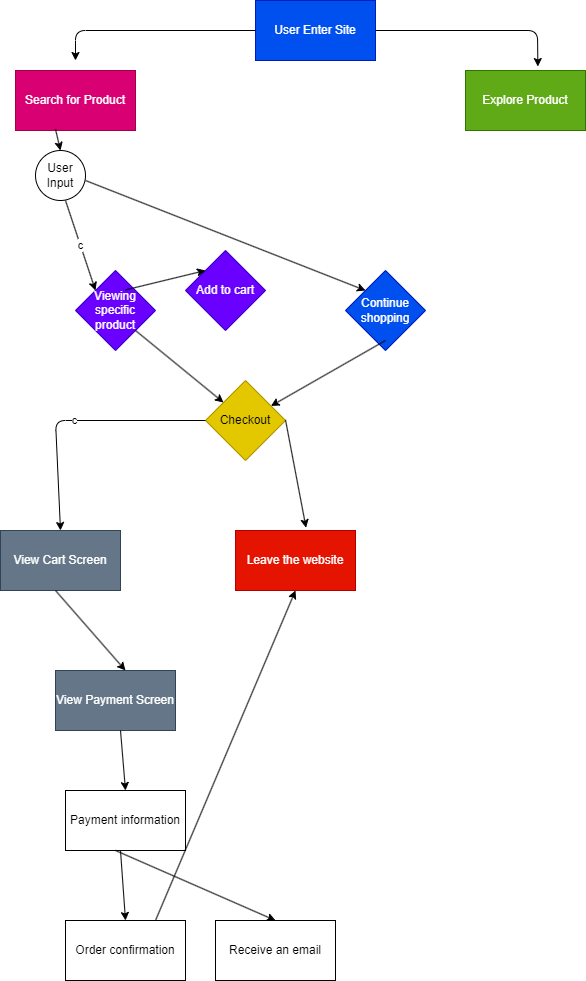 User Enter Site
Search for Product
Explore Product
User
Input
c
Viewing
specific
product
Add to cart
Continue
shopping
Checkout
c
View Cart Screen
Leave the website
View Payment Screen
Payment information
Order confirmation
Receive an email